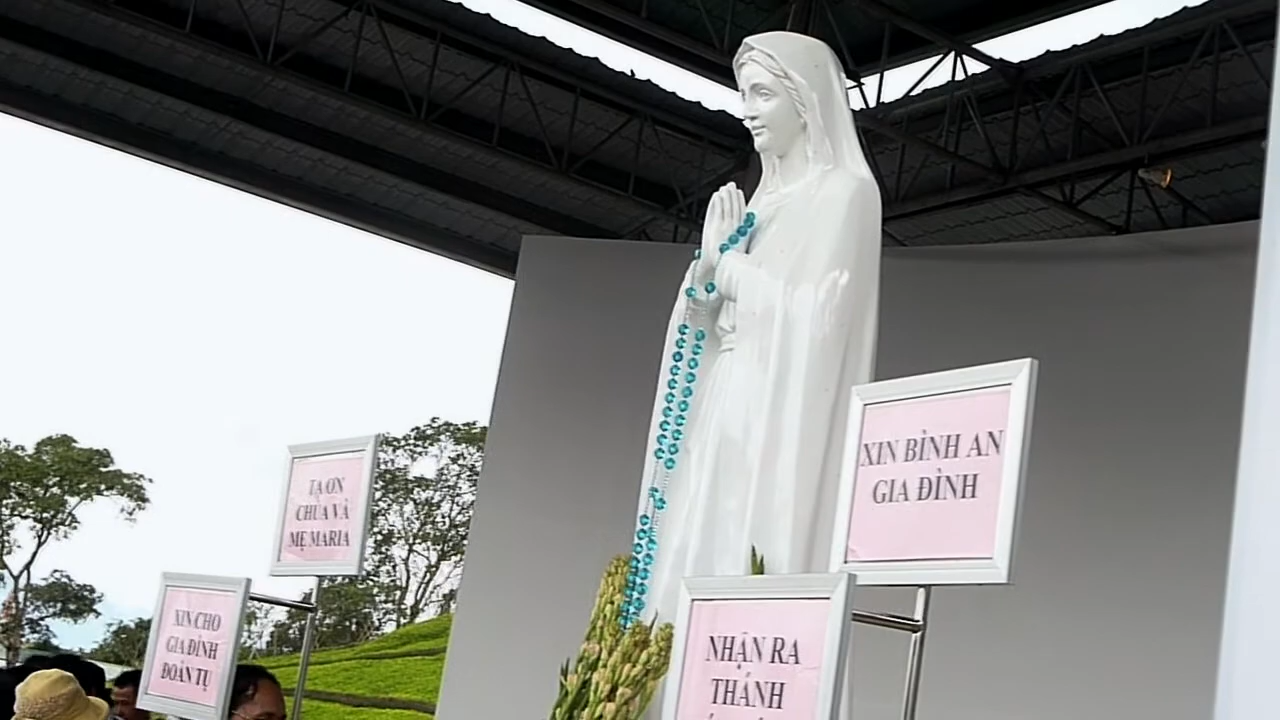 TẠ ƠN
CHÚA VÀ
MẸ MARIA
XIN CHO
GIA ĐÌNH
ĐOÀN TỤ
XIN BÌNH AN
GIA ĐÌNH
NHẬN RA
THÁNH